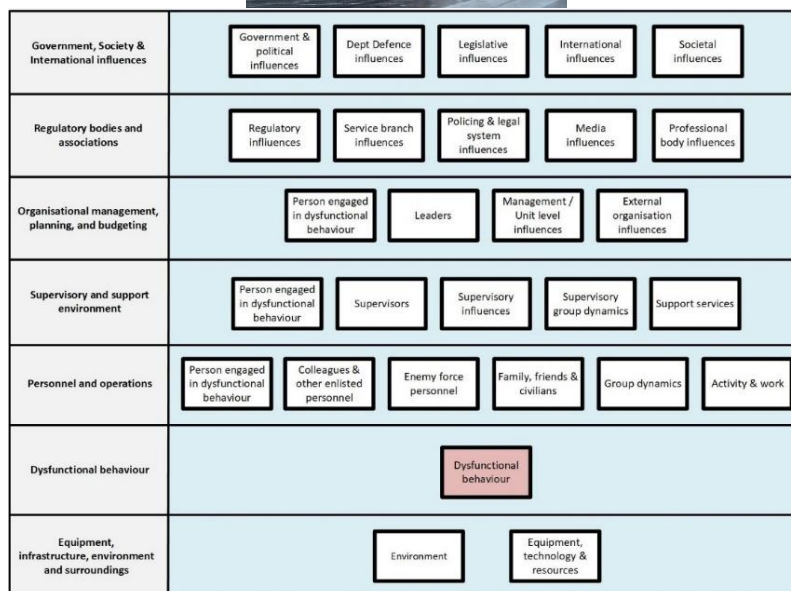 Government, Society &
International influences
Government &
political
influences
Dept Defence
influences
Legislative
influences
International
influences
Societal
influences
Regulatory bodies and
associations
Regulatory
infliuences
Service branch
influences
Policing & legal
system
influences
Media
influences
Professional
body influences
Organisational management,
planning, and budgeting
Person engaged
in dysfunctional
behaviour
Leaders
Management /
Unit level
influences
External
organisation
influences
Supervisory and support
environment
Person engaged
in dysfunctional
behaviour
Supervisors
Supervisory
influences
Supervisory
group dynamics
Support services
Personnel and operations
Person engaged
in dysfunctional
behaviour
Colleagues &
other enlisted
personnel
Enemy force
personnel
Family, friends &
civilians
Group dynamics
Activity & work
Dysfunctional behaviour
Dysfunctional
behaviour
Equipment,
infrastructure, environment
and surroundings
Environment
Equipment,
technology &
resources